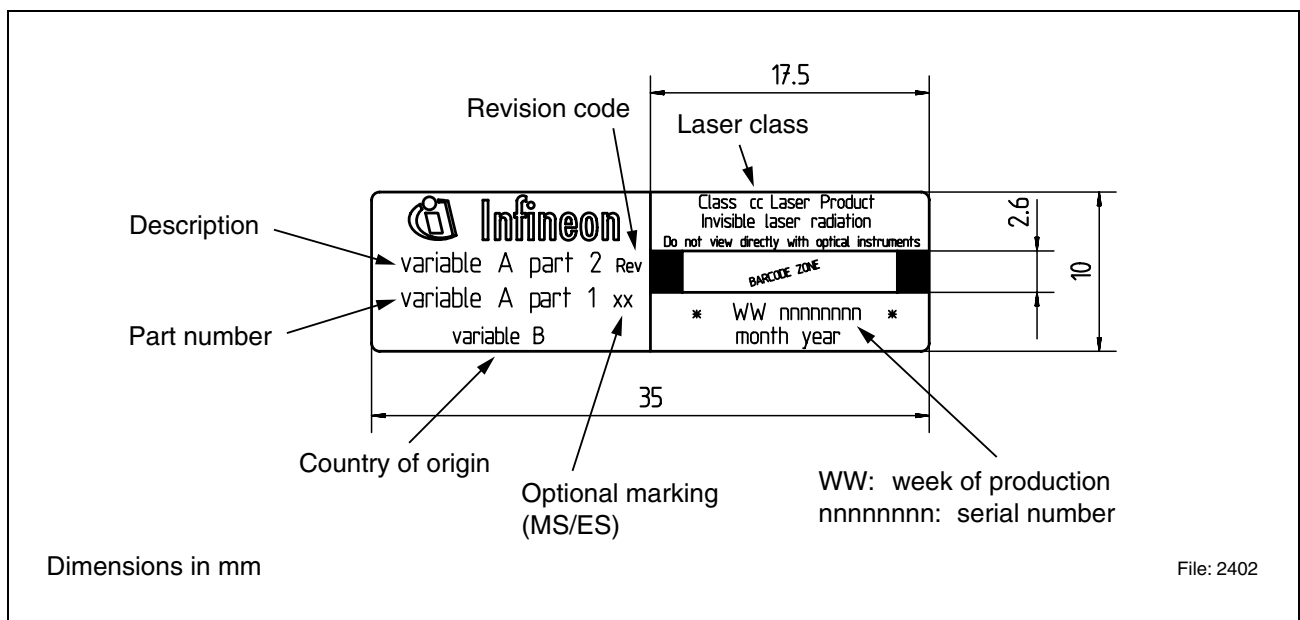 17.5
Revision code
Laser class
Infineon
Class cc Laser Product
Invisible laser radiation
Do not view directly with optical instruments
2.6
10
Description
variable A part 2 Rev
BARCODE ZONE
variable A part 1 xx
* WW nnnnnnnn *
Part number
variable B
month year
35
Country of origin
Optional marking
(MS/ES)
WW: week of production
nnnnnnnn: serial number
Dimensions in mm
File: 2402